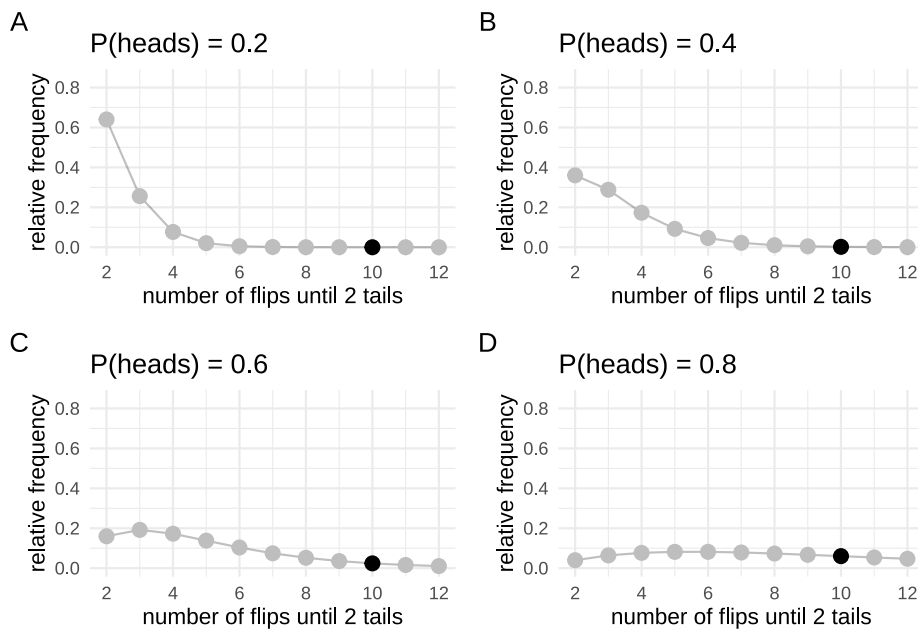 A
P(heads) = 0.2
relative frequency
0.8
0.6
0.4
0.2
0.0
2 4 6 8 10 12
number of flips until 2 tails
B
P(heads) = 0.4
relative frequency
0.8
0.6
0.4
0.2
0.0
2 4 6 8 10 12
number of flips until 2 tails
C
P(heads) = 0.6
relative frequency
0.8
0.6
0.4
0.2
0.0
2 4 6 8 10 12
number of flips until 2 tails
D
P(heads) = 0.8
relative frequency
0.8
0.6
0.4
0.2
0.0
2 4 6 8 10 12
number of flips until 2 tails